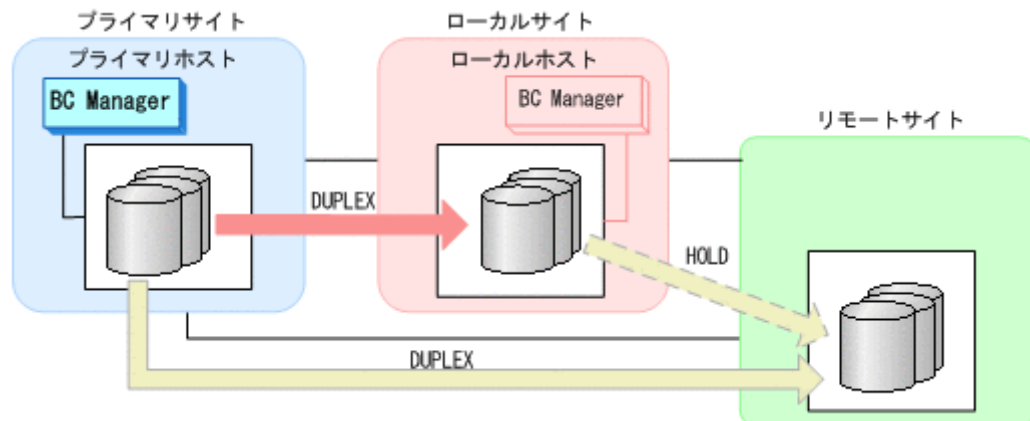 プライマリサイト
プライマリホスト
BC Manager
ローカルサイト
ローカルホスト
BC Manager
リモートサイト
DUPLEX
HOLD
DUPLEX